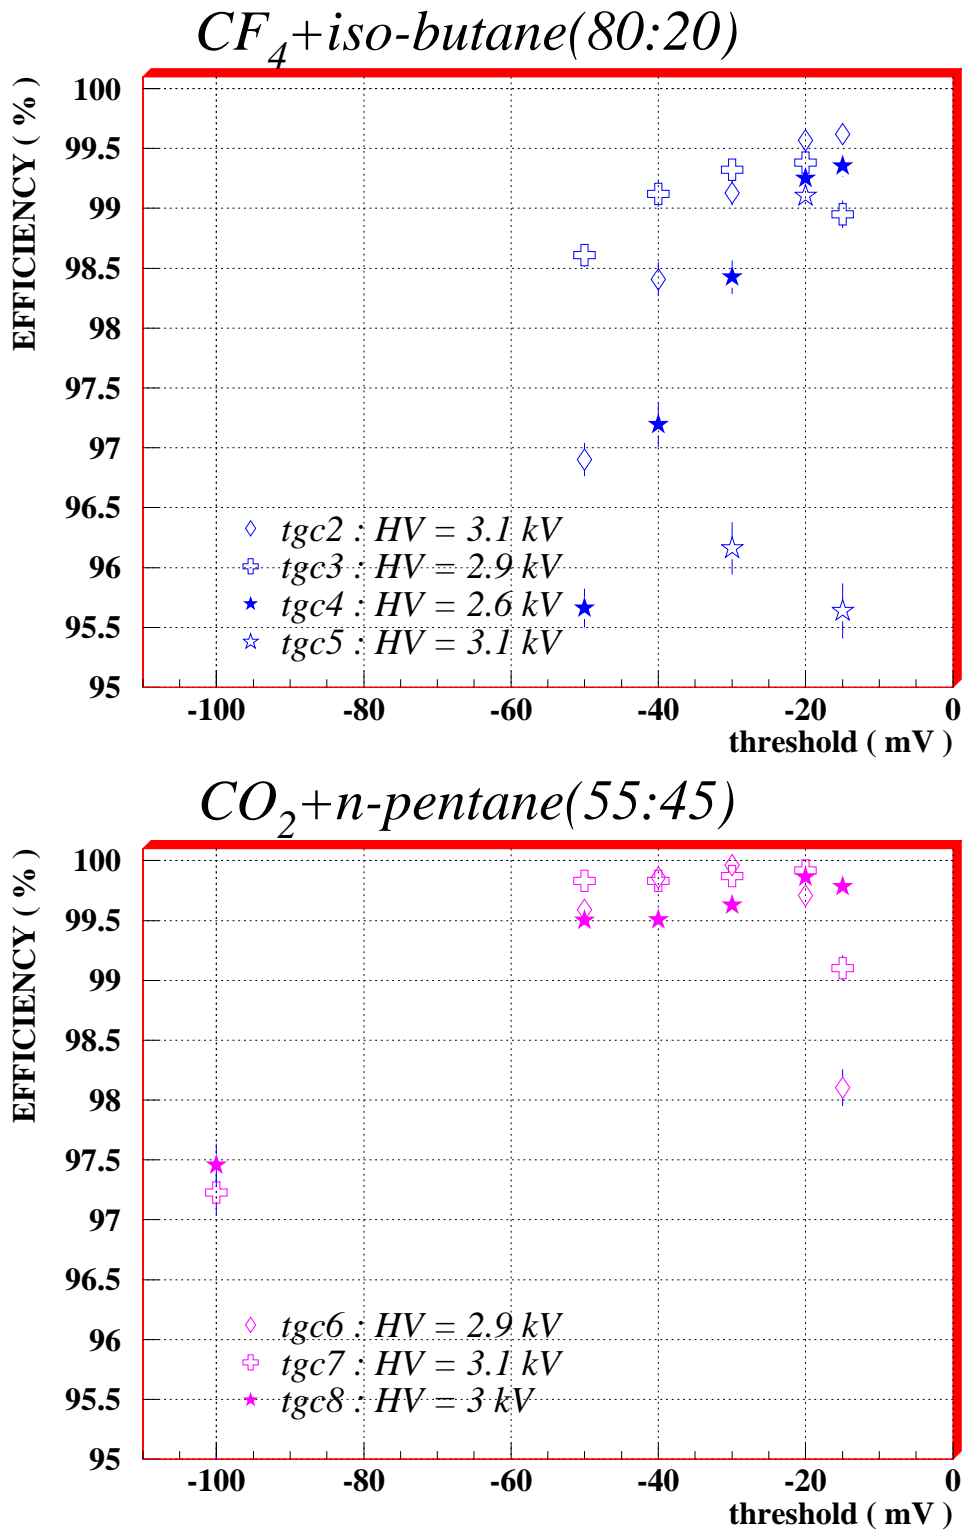 CF4+iso-butane(80:20)
EFFICIENCY ( % )
100
99.5
99
98.5
98
97.5
97
96.5
96
95.5
95
tgc2 : HV = 3.1 kV
tgc3 : HV = 2.9 kV
tgc4 : HV = 2.6 kV
tgc5 : HV = 3.1 kV
-100 -80 -60 -40 -20 0
threshold ( mV )
CO2+n-pentane(55:45)
EFFICIENCY ( % )
100
99.5
99
98.5
98
97.5
97
96.5
96
95.5
95
tgc6 : HV = 2.9 kV
tgc7 : HV = 3.1 kV
tgc8 : HV = 3 kV
-100 -80 -60 -40 -20 0
threshold ( mV )